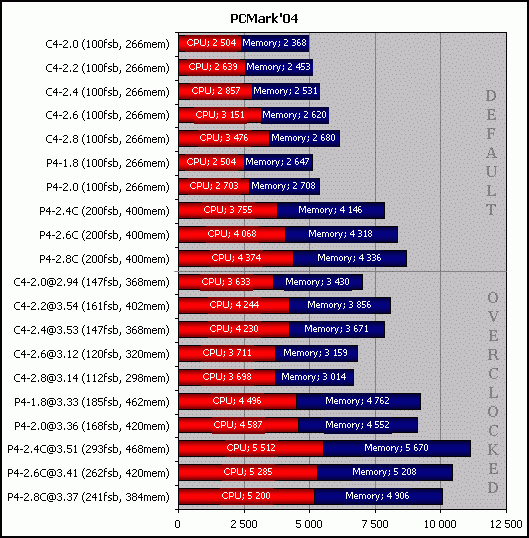 PCMark'04
C4-2.0 (100fsb, 266mem) CPU; 2 504 Memory; 2 368
C4-2.2 (100fsb, 266mem) CPU; 2 639 Memory; 2 453
C4-2.4 (100fsb, 266mem) CPU; 2 857 Memory; 2 531
C4-2.6 (100fsb, 266mem) CPU; 3 151 Memory; 2 620
C4-2.8 (100fsb, 266mem) CPU; 3 476 Memory; 2 680
P4-1.8 (100fsb, 266mem) CPU; 2 504 Memory; 2 647
P4-2.0 (100fsb, 266mem) CPU; 2 703 Memory; 2 708
P4-2.4C (200fsb, 400mem) CPU; 3 755 Memory; 4 146
P4-2.6C (200fsb, 400mem) CPU; 4 068 Memory; 4 318
P4-2.8C (200fsb, 400mem) CPU; 4 374 Memory; 4 336
DEFAULT
C4-2.0@2.94 (147fsb, 368mem) CPU; 3 633 Memory; 3 430
C4-2.2@3.54 (161fsb, 402mem) CPU; 4 244 Memory; 3 856
C4-2.4@3.53 (147fsb, 368mem) CPU; 4 230 Memory; 3 671
C4-2.6@3.12 (120fsb, 320mem) CPU; 3 711 Memory; 3 159
C4-2.8@3.14 (112fsb, 298mem) CPU; 3 698 Memory; 3 014
P4-1.8@3.33 (185fsb, 462mem) CPU; 4 496 Memory; 4 762
P4-2.0@3.36 (168fsb, 420mem) CPU; 4 587 Memory; 4 552
P4-2.4C@3.51 (293fsb, 468mem) CPU; 5 512 Memory; 5 670
P4-2.6C@3.41 (262fsb, 420mem) CPU; 5 285 Memory; 5 208
P4-2.8C@3.37 (241fsb, 384mem) CPU; 5 200 Memory; 4 906
OVERCLOCKED
0 2 500 5 000 7 500 10 000 12 500